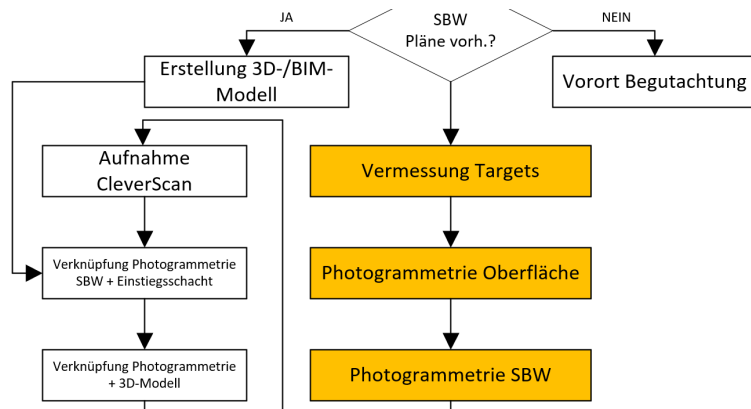 JA
SBW
Pläne vorh.?
NEIN
Erstellung 3D-/BIM-
Modell
Vorort Begutachtung
Aufnahme
CleverScan
Vermessung Targets
Verknüpfung Photogrammetrie
SBW + Einstiegsschacht
Photogrammetrie Oberfläche
Verknüpfung Photogrammetrie
+ 3D-Modell
Photogrammetrie SBW